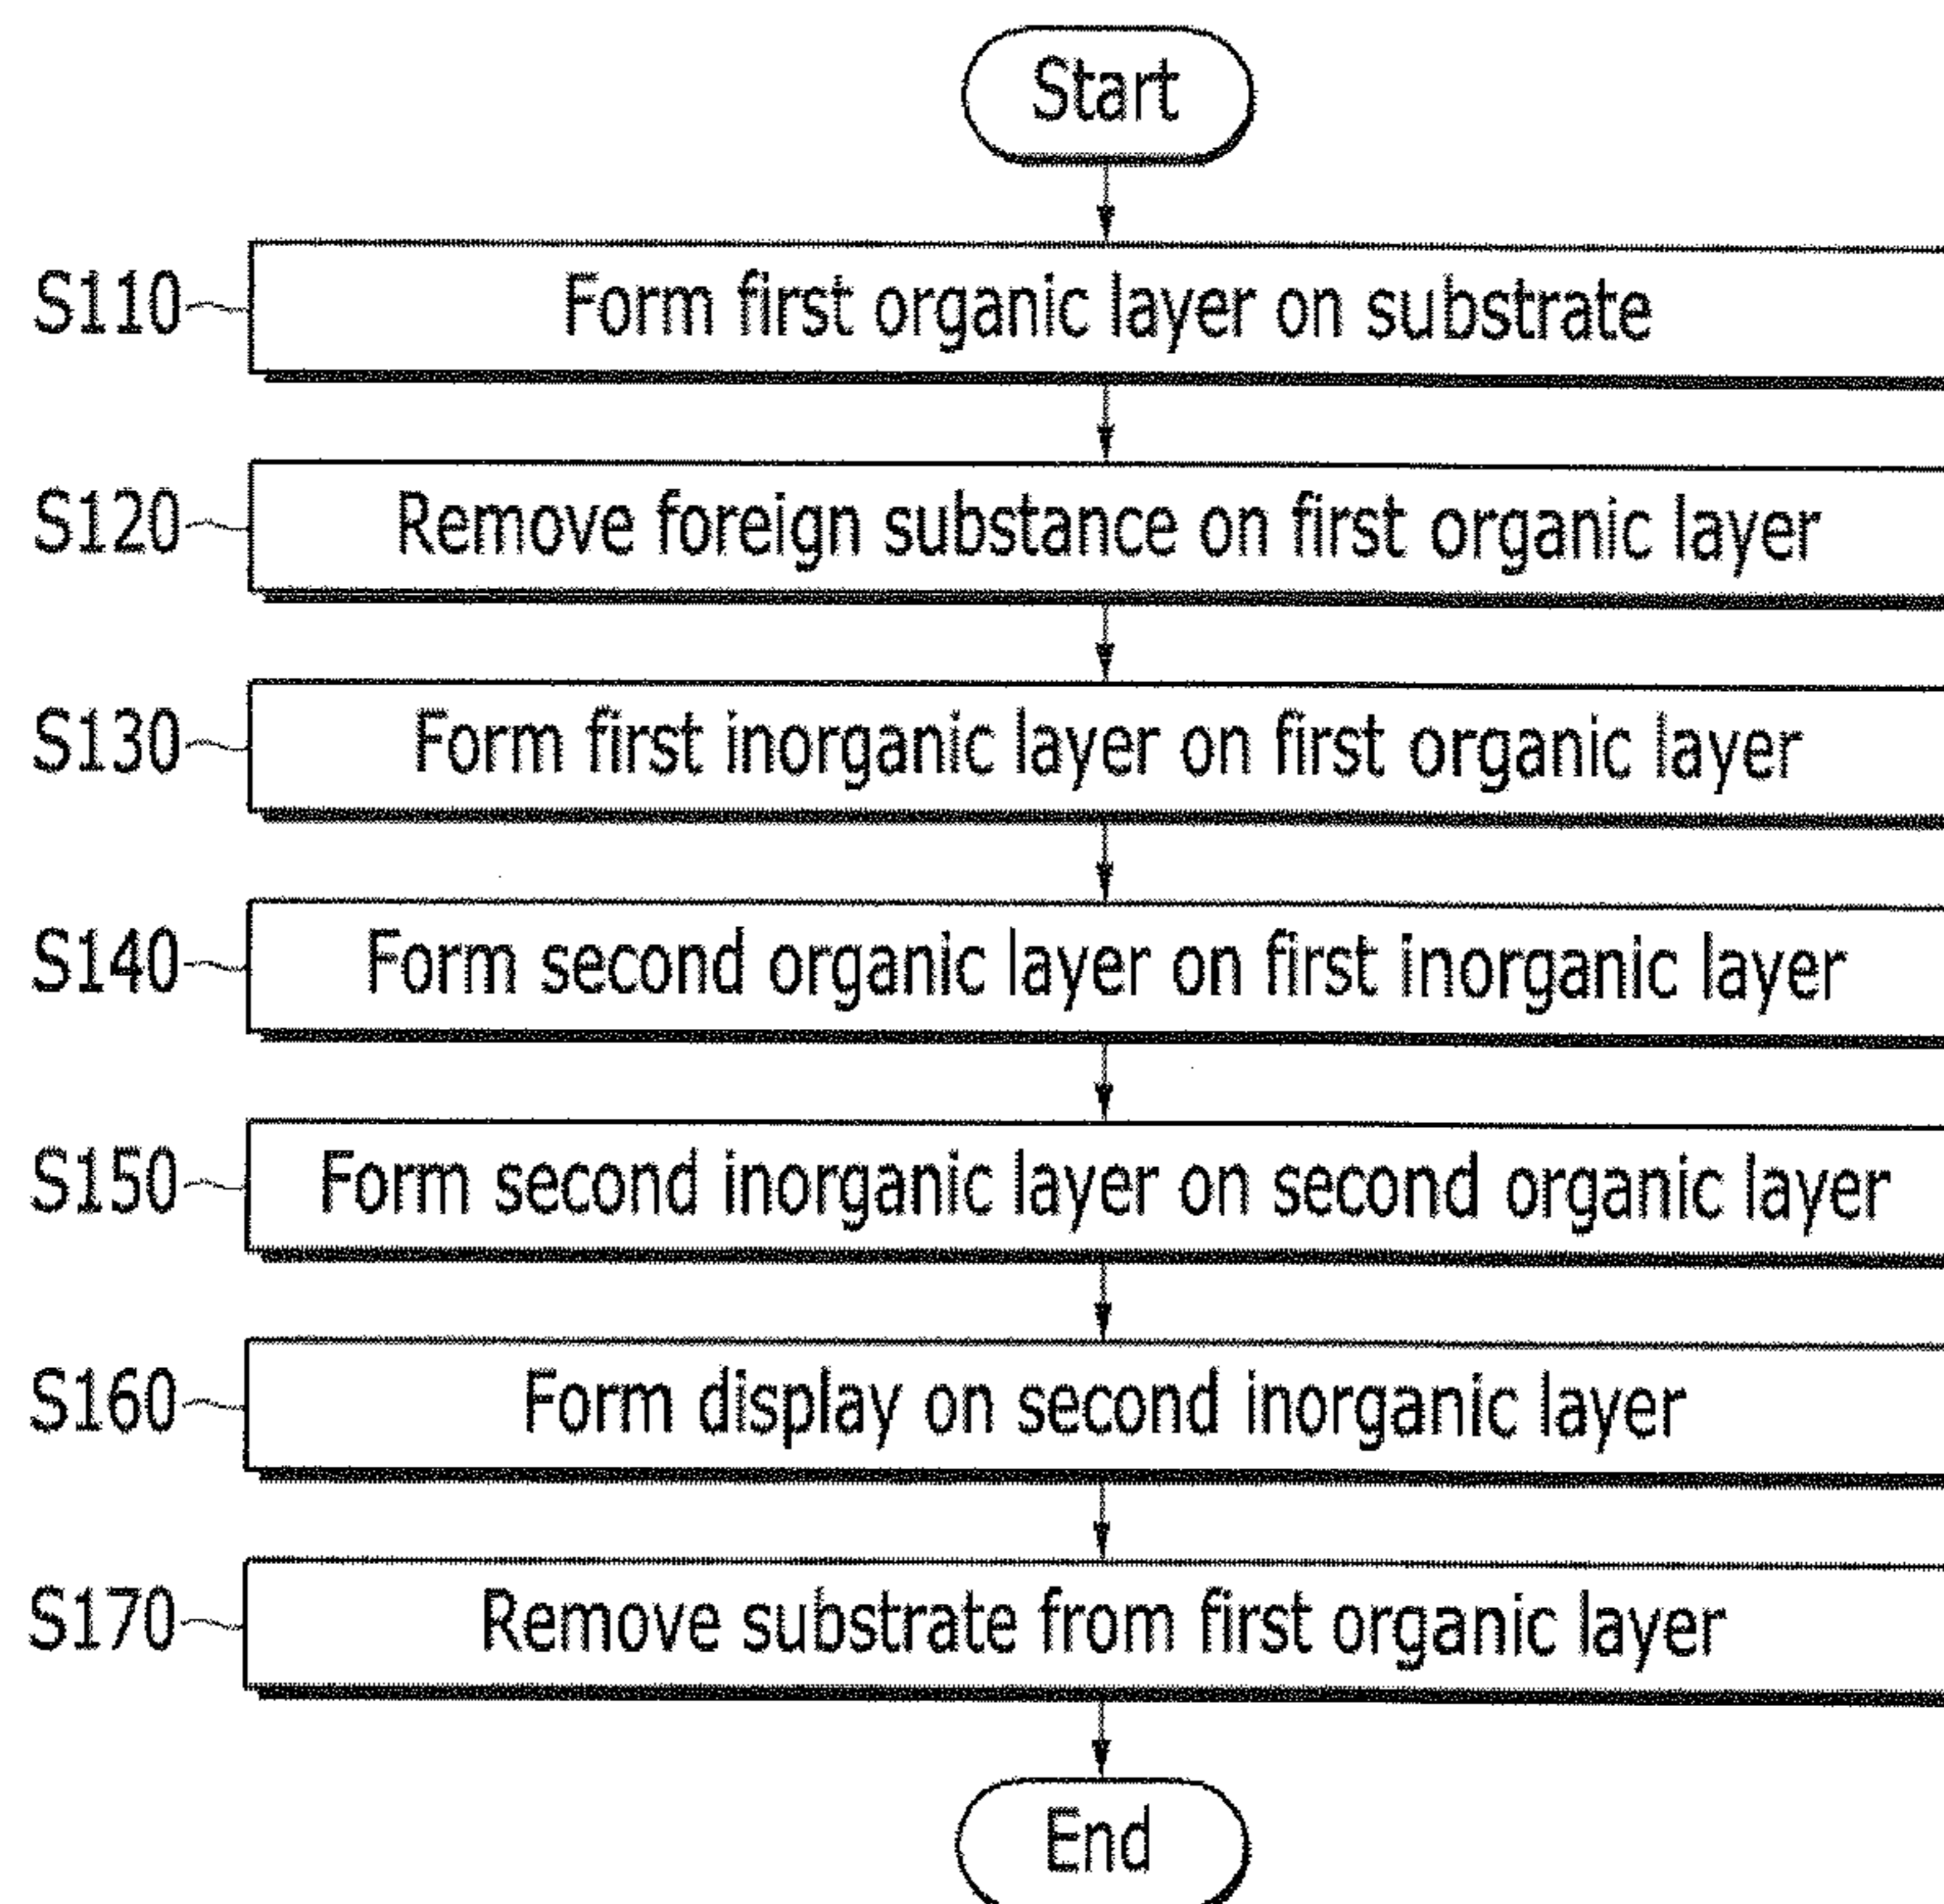 Start
S110 Form first organic layer on substrate
S120 Remove foreign substance on first organic layer
S130 Form first inorganic layer on first organic layer
S140 Form second organic layer on first inorganic layer
S150 Form second inorganic layer on second organic layer
S160 Form display on second inorganic layer
S170 Remove substrate from first organic layer
End